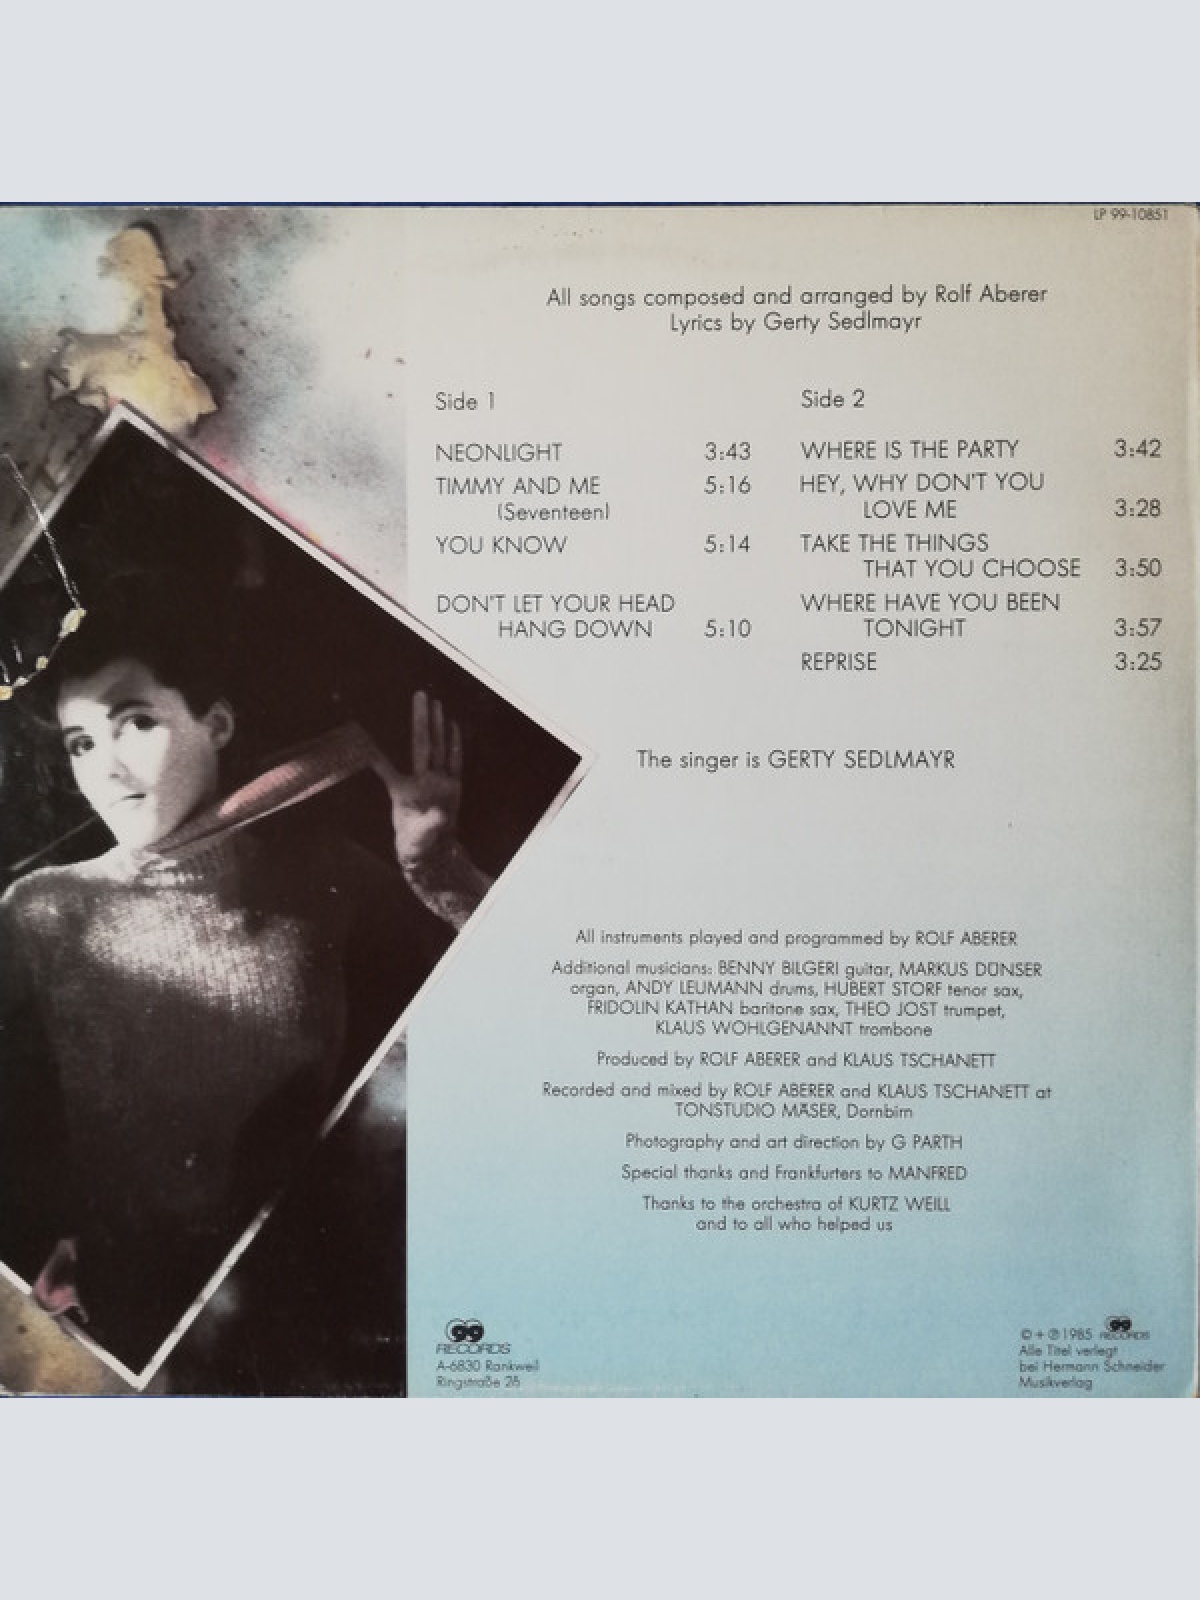 LP 99-10851
All songs composed and arranged by Rolf Aberer
Lyrics by Gerty Sedlmayr
Side 1
NEONLIGHT 3:43
TIMMY AND ME 5:16
(Seventeen)
YOU KNOW 5:14
DON'T LET YOUR HEAD
HANG DOWN 5:10
Side 2
WHERE IS THE PARTY 3:42
HEY, WHY DON'T YOU
LOVE ME 3:28
TAKE THE THINGS
THAT YOU CHOOSE 3:50
WHERE HAVE YOU BEEN
TONIGHT 3:57
REPRISE 3:25
The singer is GERTY SEDLMAYR
All instruments played and programmed by ROLF ABERER
Additional musicians: BENNY BILGERI guitar, MARKUS DÜNSER
organ, ANDY LEUMANN drums, HUBERT STORF tenor sax,
FRIDOLIN KATHAN baritone sax, THEO JOST trumpet,
KLAUS WOHLGENANNT trombone
Produced by ROLF ABERER and KLAUS TSCHANETT
Recorded and mixed by ROLF ABERER and KLAUS TSCHANETT at
TONSTUDIO MÄSER, Dornbirn
Photography and art direction by G PARTH
Special thanks and Frankfurters to MANFRED
Thanks to the orchestra of KURTZ WEILL
and to all who helped us
99
RECORDS
A-6830 Rankweil
Ringstraße 26
© + ℗ 1985 99 RECORDS
Alle Titel verlegt
bei Hermann Schneider
Musikverlag